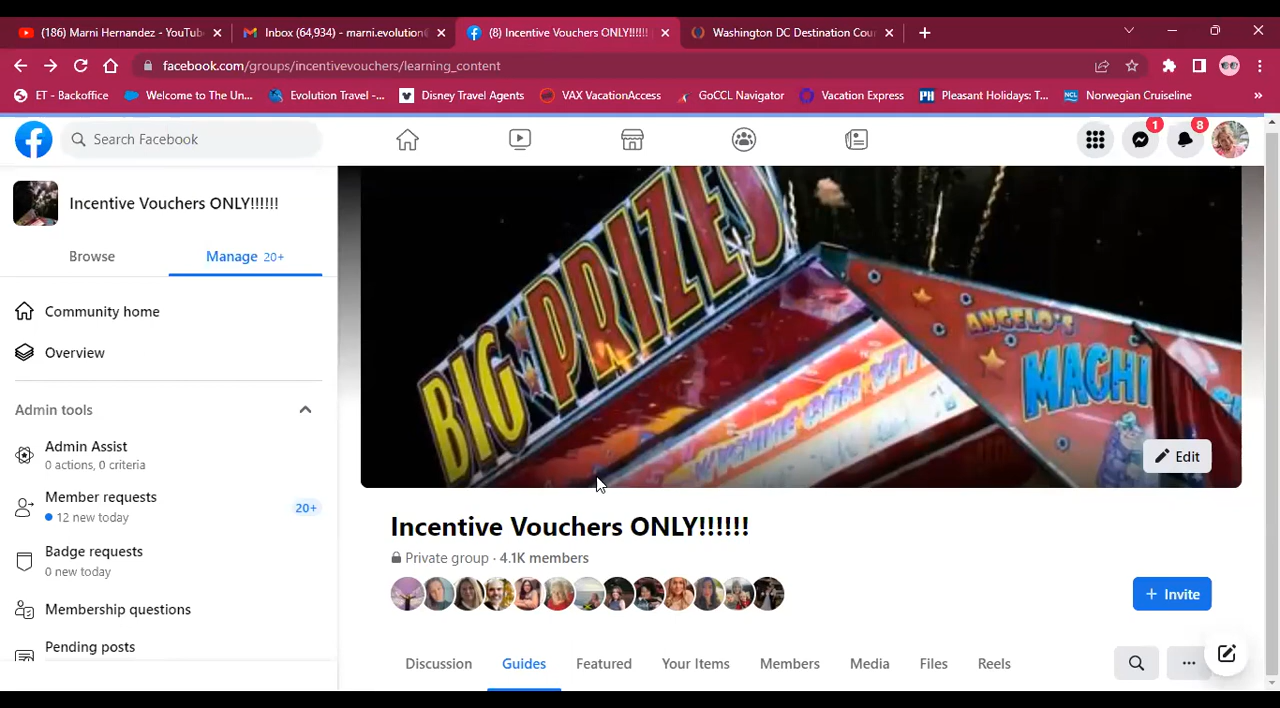 (186) Marni Hernandez - YouTub
Inbox (64,934) - marni.evolution
(8) Incentive Vouchers ONLY!!!!!!
Washington DC Destination Cou
facebook.com/groups/incentivevouchers/learning_content
ET - Backoffice
Welcome to The Un...
Evolution Travel -...
Disney Travel Agents
VAX VacationAccess
GoCCL Navigator
Vacation Express
PH Pleasant Holidays: T...
NCL Norwegian Cruiseline
»
Search Facebook
1
8
Incentive Vouchers ONLY!!!!!!
Browse
Manage 20+
Community home
Overview
Admin tools
Admin Assist
0 actions, 0 criteria
Member requests
12 new today
20+
Badge requests
0 new today
Membership questions
Pending posts
BIG PRIZES
ANGELO'S
MACHI
Edit
Incentive Vouchers ONLY!!!!!!
Private group · 4.1K members
+ Invite
Discussion
Guides
Featured
Your Items
Members
Media
Files
Reels